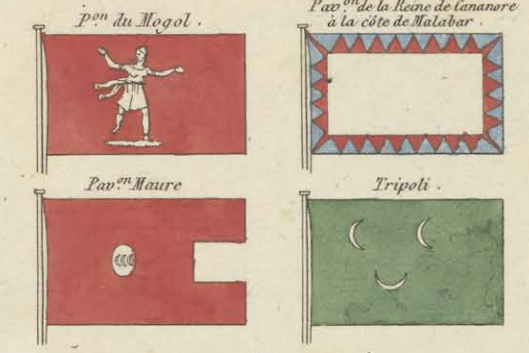 P.on du Mogol.
Pav.on de la Reine de Cananore
à la côte de Malabar.
Pav.on Maure
Tripoli.